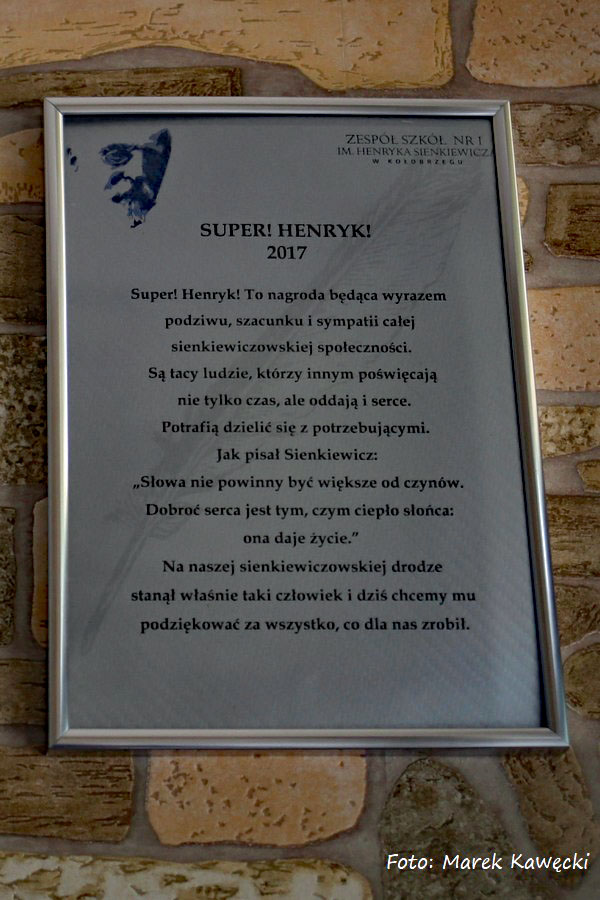 ZESPÓŁ SZKÓŁ NR 1
IM. HENRYKA SIENKIEWICZA
W KOŁOBRZEGU
SUPER! HENRYK!
2017
Super! Henryk! To nagroda będąca wyrazem
podziwu, szacunku i sympatii całej
sienkiewiczowskiej społeczności.
Są tacy ludzie, którzy innym poświęcają
nie tylko czas, ale oddają i serce.
Potrafią dzielić się z potrzebującymi.
Jak pisał Sienkiewicz:
„Słowa nie powinny być większe od czynów.
Dobroć serca jest tym, czym ciepło słońca:
ona daje życie.”
Na naszej sienkiewiczowskiej drodze
stanął właśnie taki człowiek i dziś chcemy mu
podziękować za wszystko, co dla nas zrobił.
Foto: Marek Kawęcki